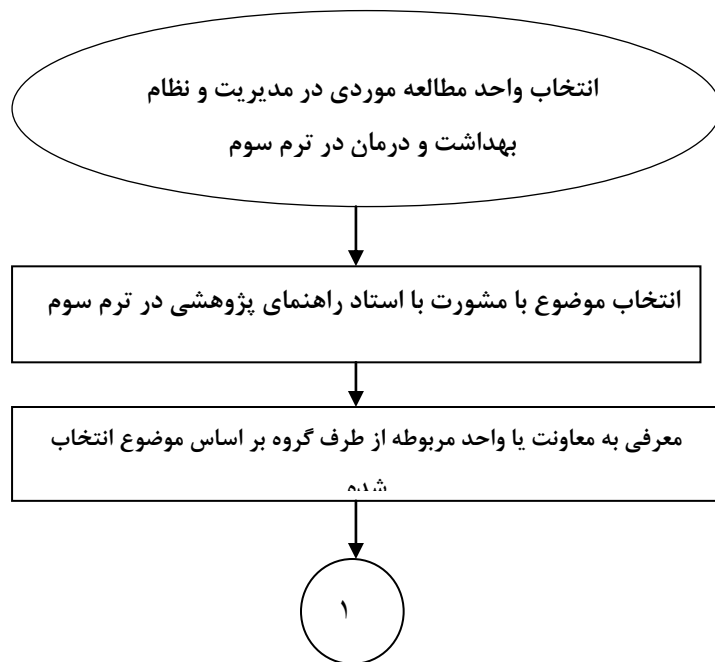 انتخاب واحد مطالعه موردی در مدیریت و نظام
بهداشت و درمان در ترم سوم
انتخاب موضوع با مشورت با استاد راهنمای پژوهشی در ترم سوم
معرفی به معاونت یا واحد مربوطه از طرف گروه بر اساس موضوع انتخاب
شده
۱